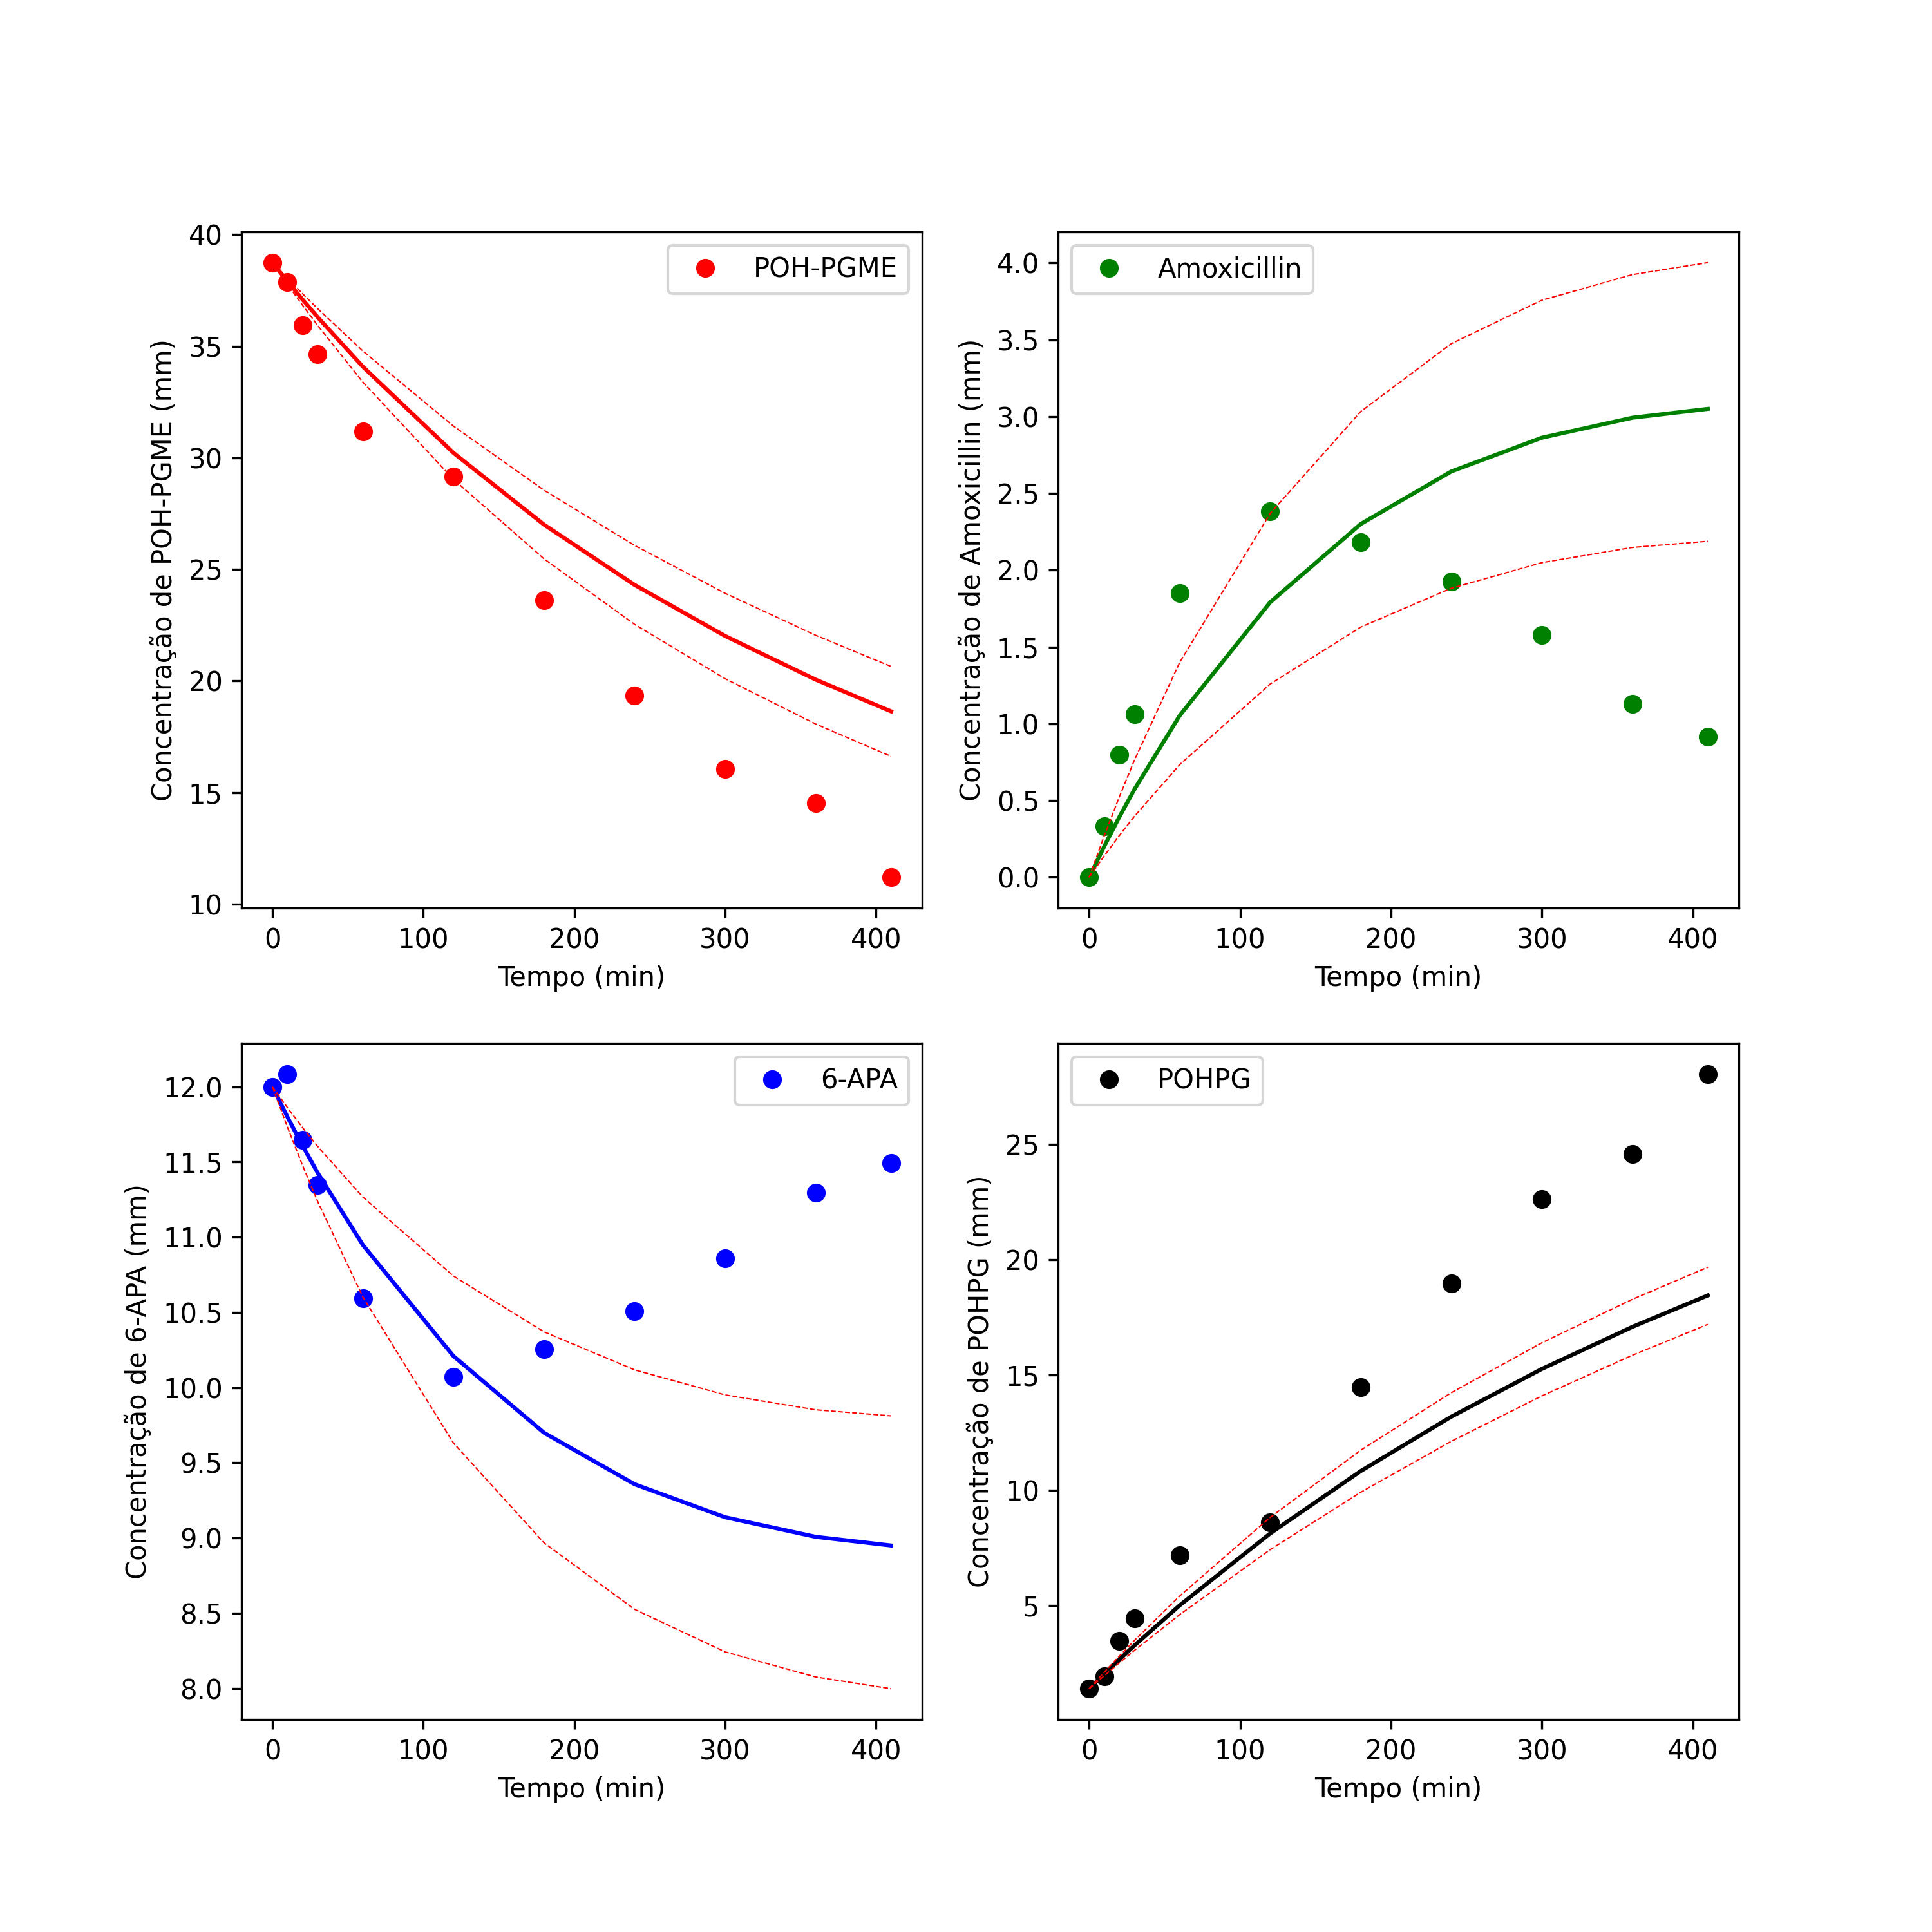 POH-PGME
Concentração de POH-PGME (mm)
40
35
30
25
20
15
10
0 100 200 300 400
Tempo (min)
Amoxicillin
Concentração de Amoxicillin (mm)
4.0
3.5
3.0
2.5
2.0
1.5
1.0
0.5
0.0
0 100 200 300 400
Tempo (min)
6-APA
Concentração de 6-APA (mm)
12.0
11.5
11.0
10.5
10.0
9.5
9.0
8.5
8.0
0 100 200 300 400
Tempo (min)
POHPG
Concentração de POHPG (mm)
25
20
15
10
5
0 100 200 300 400
Tempo (min)